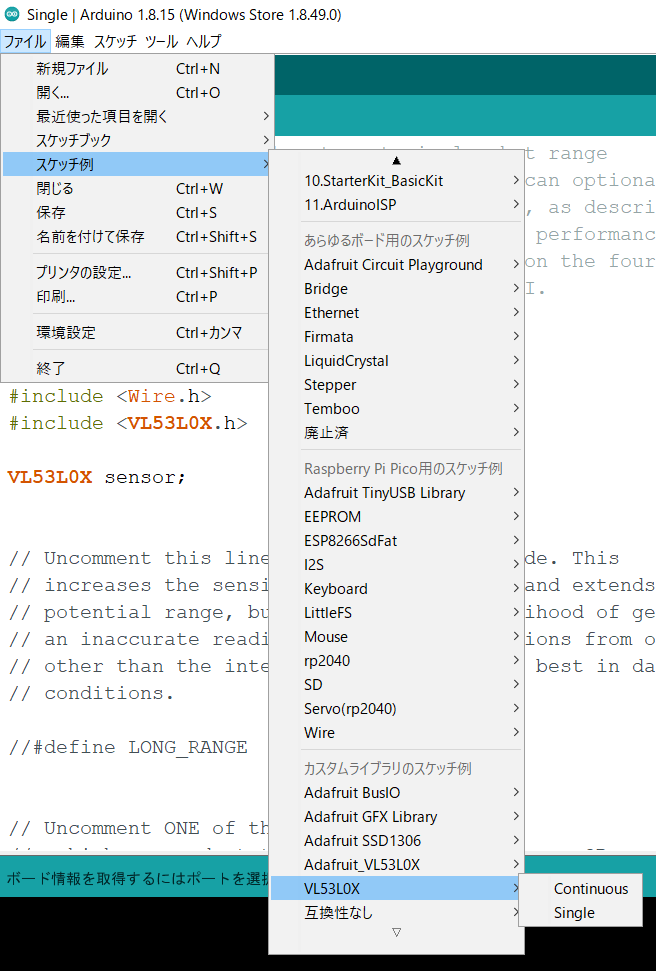 Single | Arduino 1.8.15 (Windows Store 1.8.49.0)
ファイル 編集 スケッチ ツール ヘルプ
新規ファイル Ctrl+N
開く... Ctrl+O
最近使った項目を開く
スケッチブック
スケッチ例
閉じる Ctrl+W
保存 Ctrl+S
名前を付けて保存 Ctrl+Shift+S
プリンタの設定... Ctrl+Shift+P
印刷... Ctrl+P
環境設定 Ctrl+カンマ
終了 Ctrl+Q
10.StarterKit_BasicKit
11.ArduinoISP
あらゆるボード用のスケッチ例
Adafruit Circuit Playground
Bridge
Ethernet
Firmata
LiquidCrystal
Stepper
Temboo
廃止済
Raspberry Pi Pico用のスケッチ例
Adafruit TinyUSB Library
EEPROM
ESP8266SdFat
I2S
Keyboard
LittleFS
Mouse
rp2040
SD
Servo(rp2040)
Wire
カスタムライブラリのスケッチ例
Adafruit BusIO
Adafruit GFX Library
Adafruit SSD1306
Adafruit_VL53L0X
VL53L0X
互換性なし
Continuous
Single
range
can optiona
, as descri
performanc
on the four
I.
#include <Wire.h>
#include <VL53L0X.h>
VL53L0X sensor;
// Uncomment this line de. This
// increases the sensi and extends
// potential range, bu ihood of ge
// an inaccurate readi ions from o
// other than the inte best in da
// conditions.
//#define LONG_RANGE
// Uncomment ONE of th
ボード情報を取得するにはポートを選